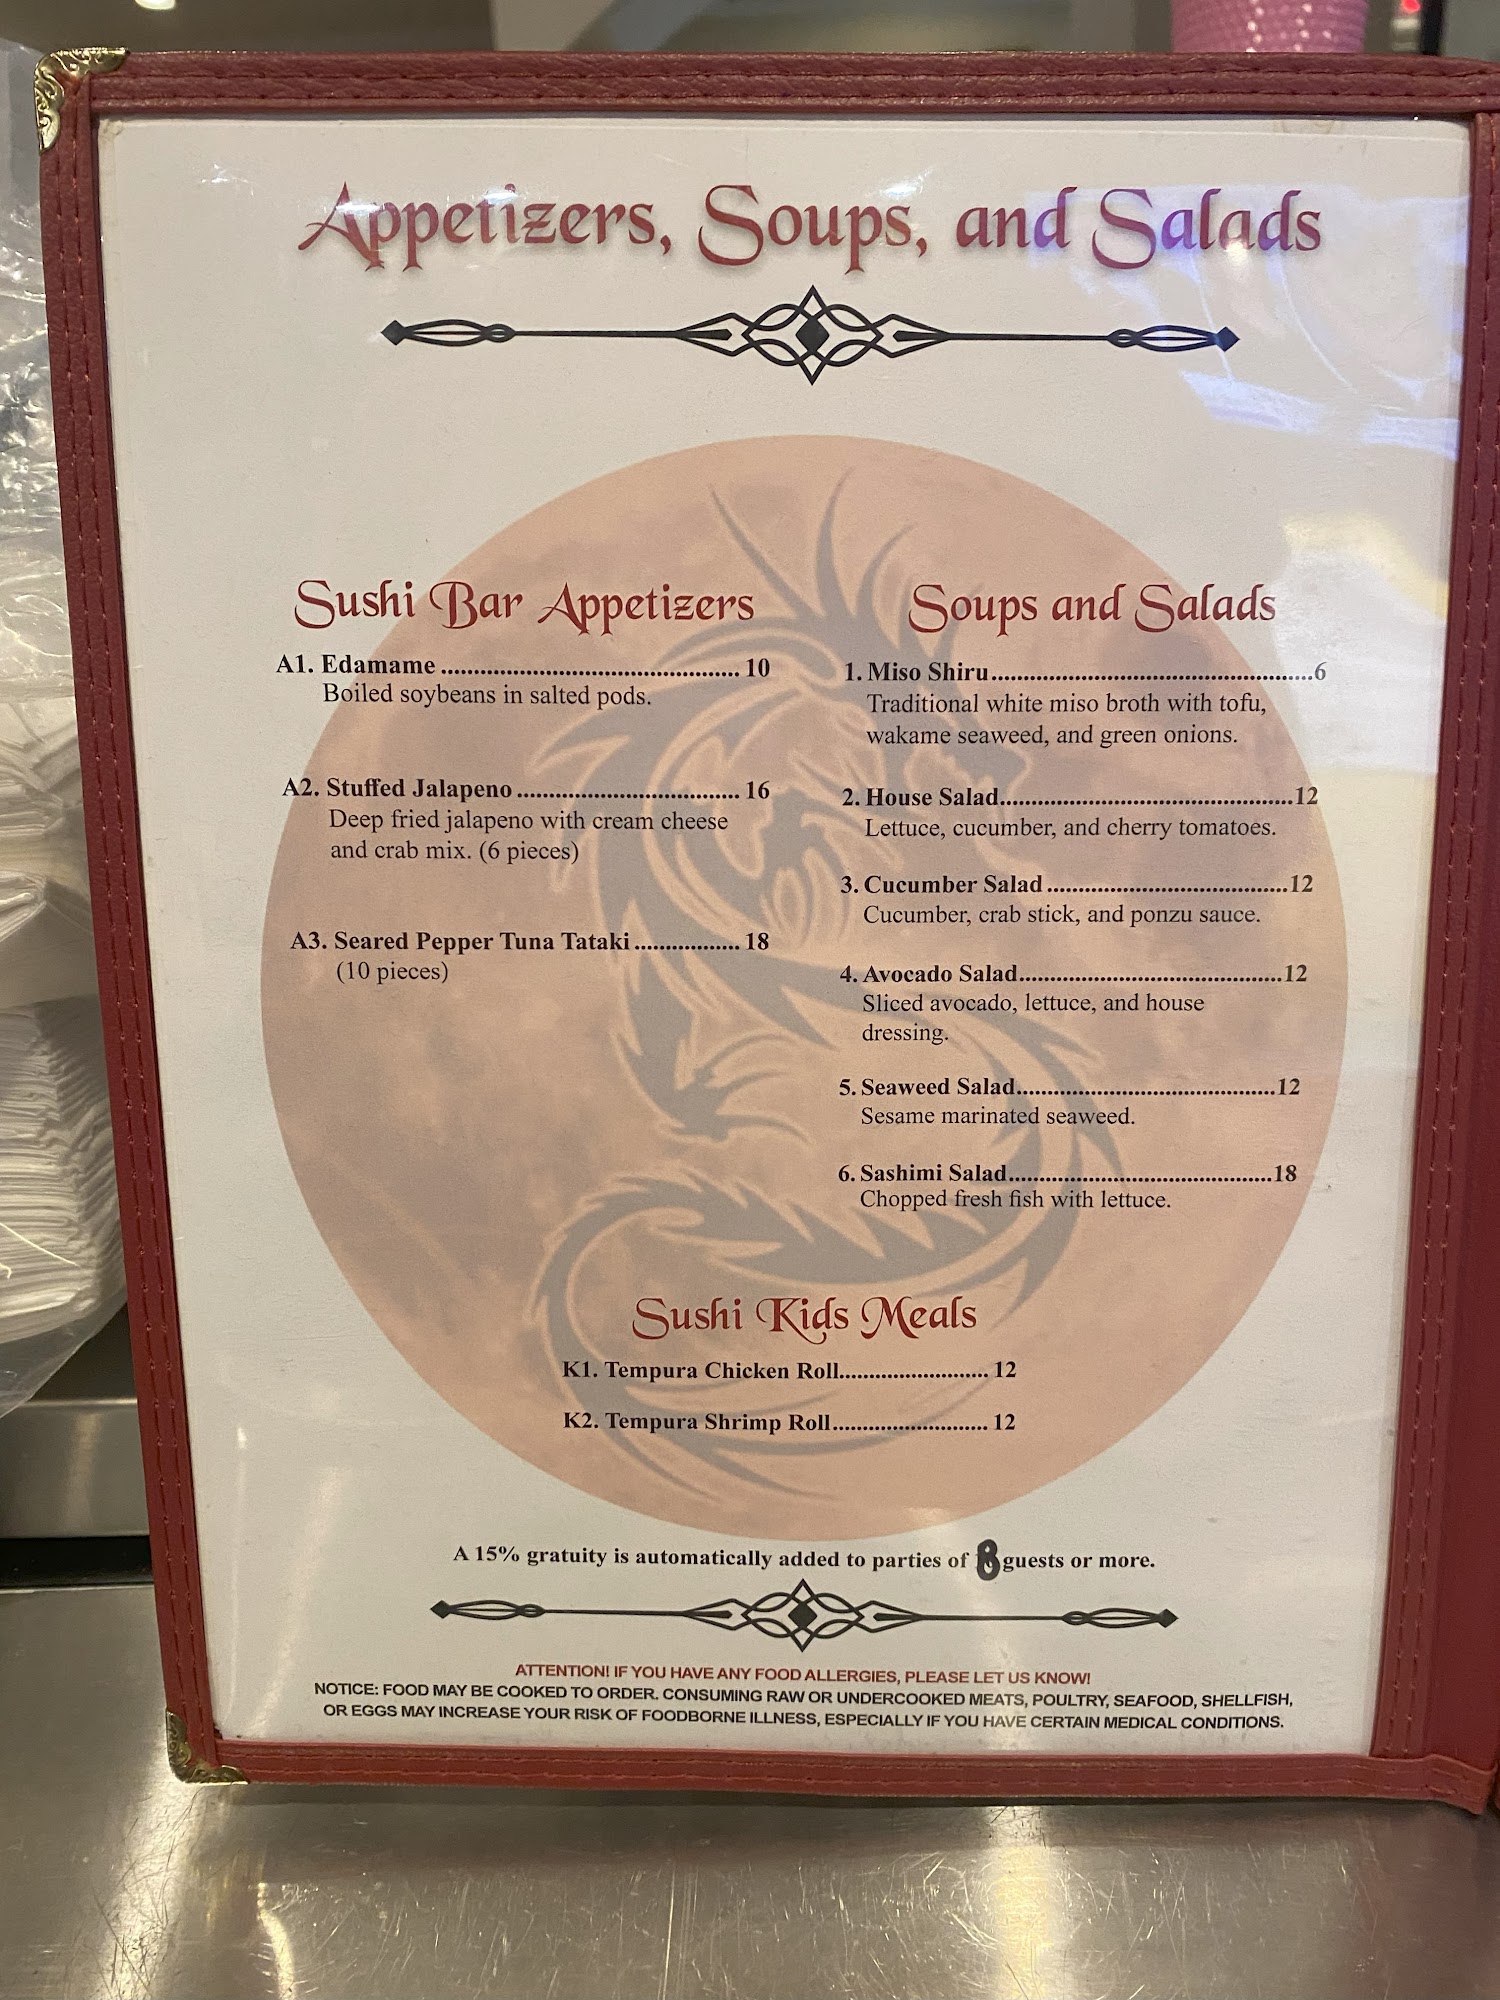 Appetizers, Soups, and Salads
Sushi Bar Appetizers
A1. Edamame .............................................. 10
Boiled soybeans in salted pods.
A2. Stuffed Jalapeno .................................. 16
Deep fried jalapeno with cream cheese
and crab mix. (6 pieces)
A3. Seared Pepper Tuna Tataki ................ 18
(10 pieces)
Soups and Salads
1. Miso Shiru.................................................6
Traditional white miso broth with tofu,
wakame seaweed, and green onions.
2. House Salad.............................................12
Lettuce, cucumber, and cherry tomatoes.
3. Cucumber Salad .....................................12
Cucumber, crab stick, and ponzu sauce.
4. Avocado Salad........................................12
Sliced avocado, lettuce, and house
dressing.
5. Seaweed Salad........................................12
Sesame marinated seaweed.
6. Sashimi Salad.........................................18
Chopped fresh fish with lettuce.
Sushi Kids Meals
K1. Tempura Chicken Roll....................... 12
K2. Tempura Shrimp Roll........................ 12
A 15% gratuity is automatically added to parties of 8 guests or more.
ATTENTION! IF YOU HAVE ANY FOOD ALLERGIES, PLEASE LET US KNOW!
NOTICE: FOOD MAY BE COOKED TO ORDER. CONSUMING RAW OR UNDERCOOKED MEATS, POULTRY, SEAFOOD, SHELLFISH,
OR EGGS MAY INCREASE YOUR RISK OF FOODBORNE ILLNESS, ESPECIALLY IF YOU HAVE CERTAIN MEDICAL CONDITIONS.